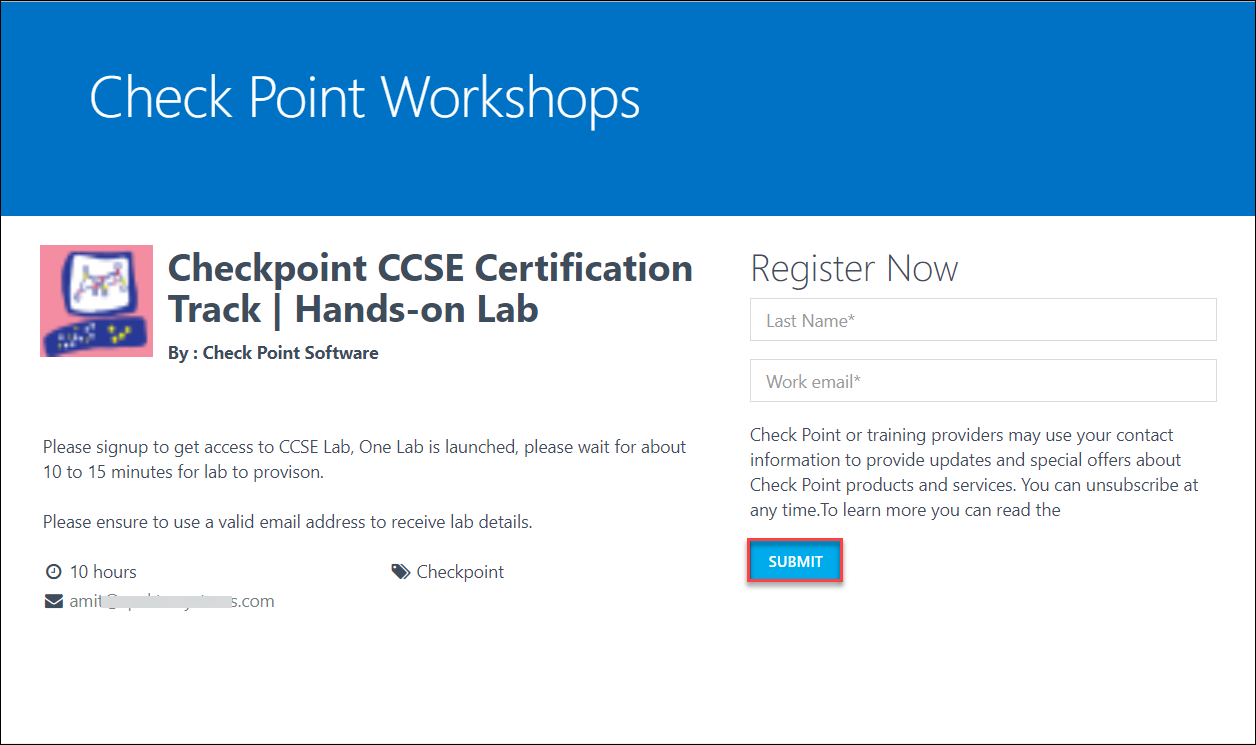 Check Point Workshops
Checkpoint CCSE Certification
Track | Hands-on Lab
By : Check Point Software
Please signup to get access to CCSE Lab, One Lab is launched, please wait for about
10 to 15 minutes for lab to provison.
Please ensure to use a valid email address to receive lab details.
10 hours
Checkpoint
Register Now
Last Name*
Work email*
Check Point or training providers may use your contact
information to provide updates and special offers about
Check Point products and services. You can unsubscribe at
any time.To learn more you can read the
SUBMIT